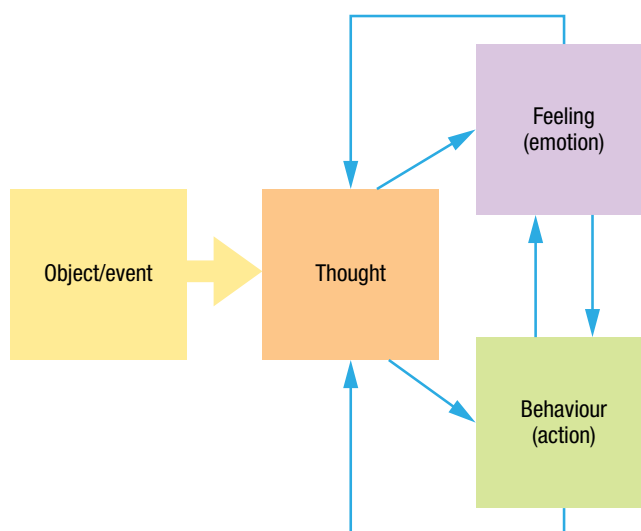 Feeling
(emotion)
Object/event
Thought
Behaviour
(action)